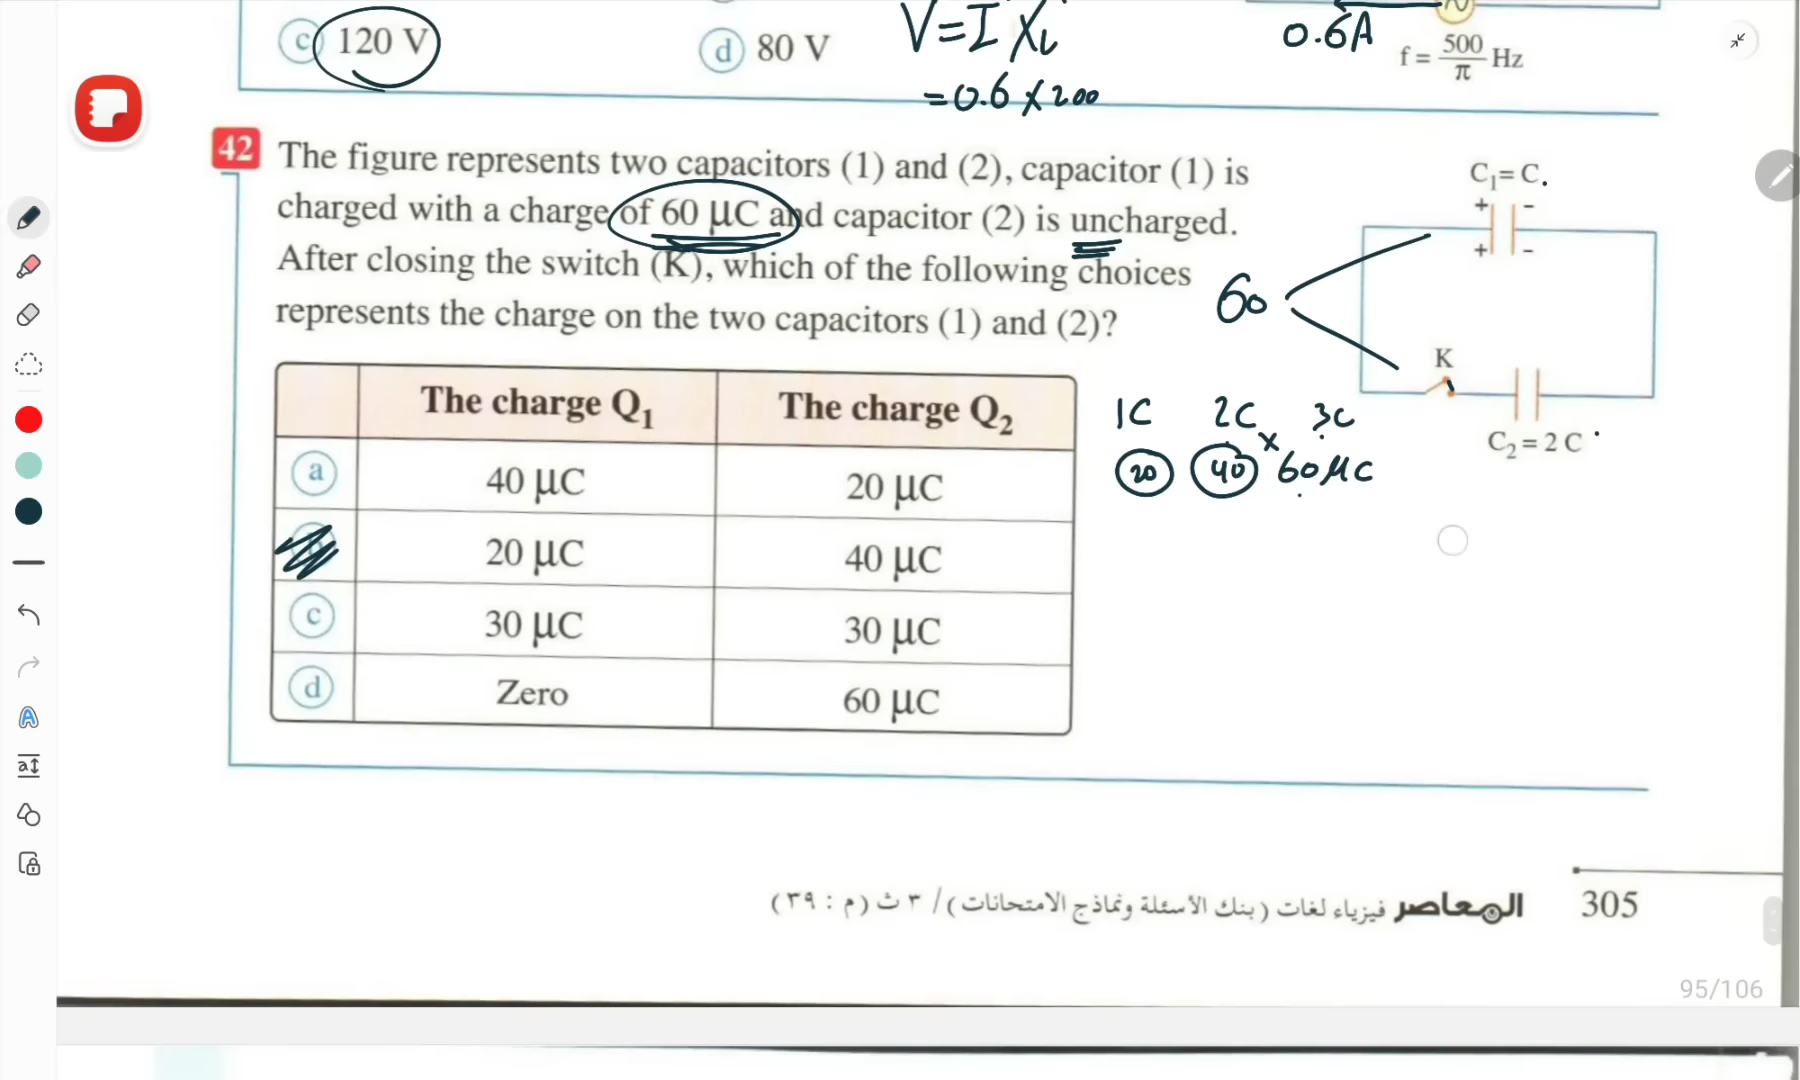 c 120 V
d 80 V
V=I XL
=0.6×200
0.6A
f = 500/π Hz
42 The figure represents two capacitors (1) and (2), capacitor (1) is
charged with a charge of 60 μC and capacitor (2) is uncharged.
After closing the switch (K), which of the following choices
represents the charge on the two capacitors (1) and (2)?
C₁= C
+ -
+ -
60
K
C₂ = 2 C
The charge Q₁ The charge Q₂
a 40 μC 20 μC
20 μC 40 μC
c 30 μC 30 μC
d Zero 60 μC
1C 2C 3C
20 40 × 60μC
المعاصر فيزياء لغات (بنك الأسئلة ونماذج الامتحانات) / ٣ ث (م : ٣٩)
305
95/106